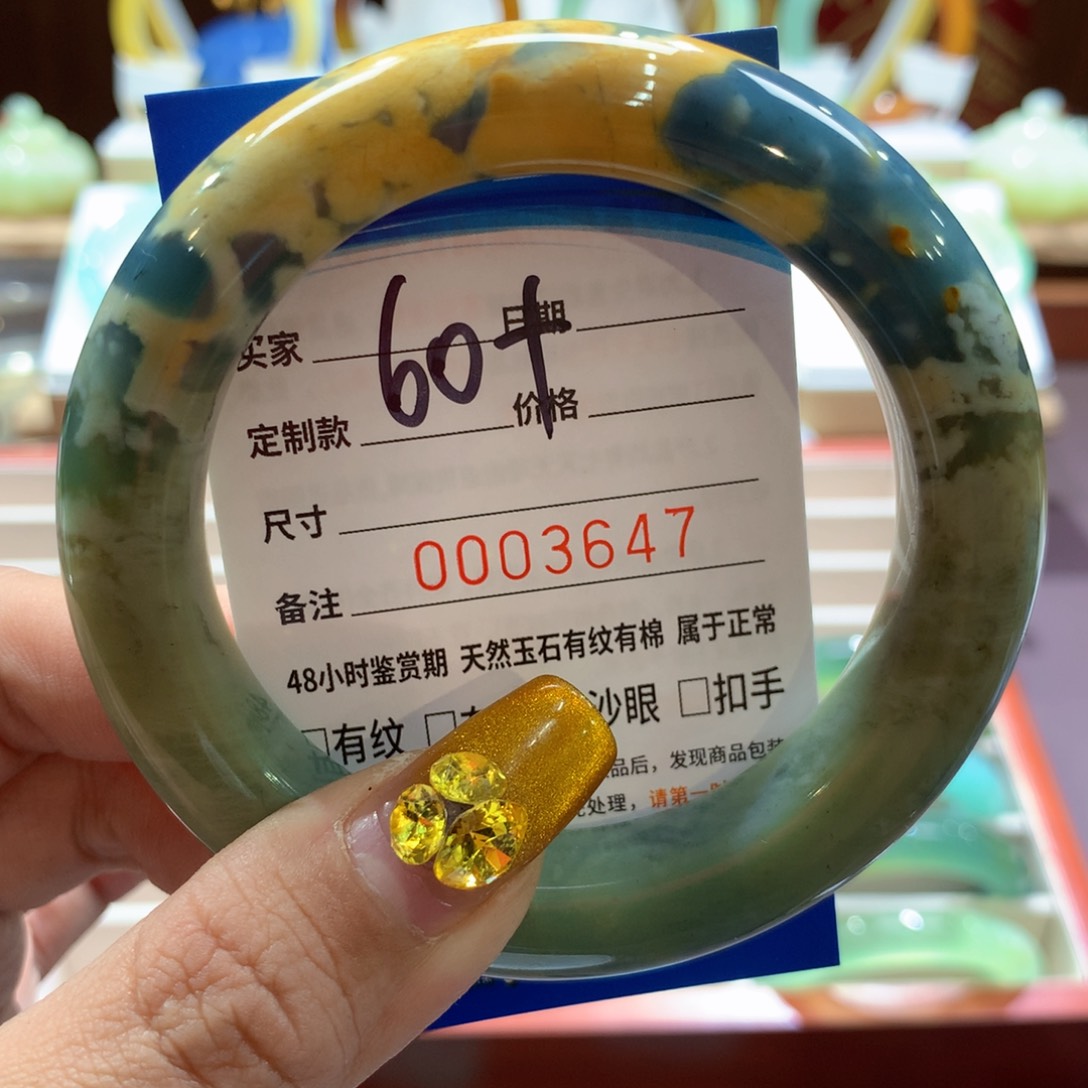 买家 日期
60+
定制款 价格
尺寸
0003647
备注
48小时鉴赏期 天然玉石有纹有棉 属于正常
□有纹 沙眼 □扣手
品后，发现商品包装
处理，请第一